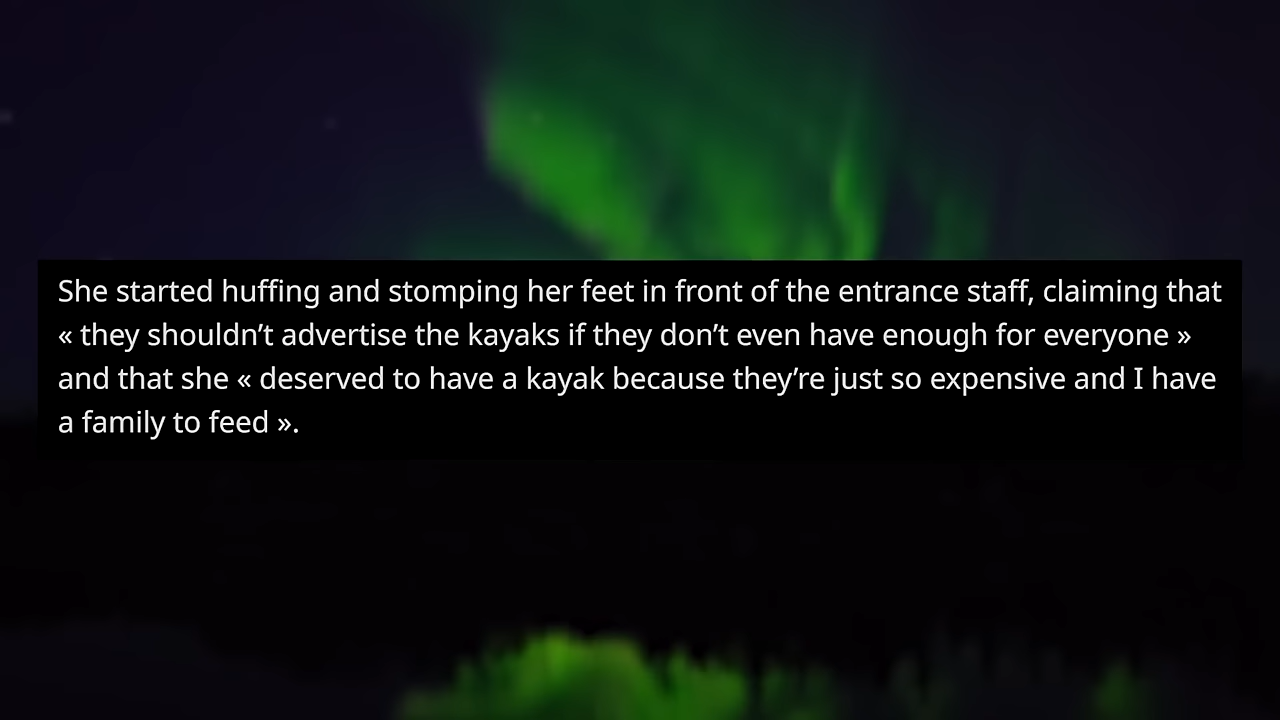 She started huffing and stomping her feet in front of the entrance staff, claiming that
« they shouldn’t advertise the kayaks if they don’t even have enough for everyone »
and that she « deserved to have a kayak because they’re just so expensive and I have
a family to feed ».